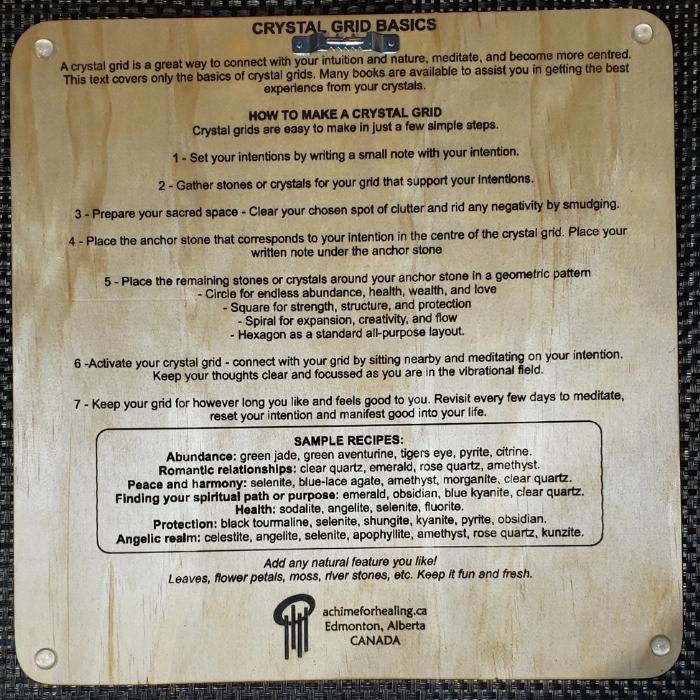 CRYSTAL GRID BASICS
A crystal grid is a great way to connect with your intuition and nature, meditate, and become more centred.
This text covers only the basics of crystal grids. Many books are available to assist you in getting the best
experience from your crystals.
HOW TO MAKE A CRYSTAL GRID
Crystal grids are easy to make in just a few simple steps.
1 - Set your intentions by writing a small note with your intention.
2 - Gather stones or crystals for your grid that support your intentions.
3 - Prepare your sacred space - Clear your chosen spot of clutter and rid any negativity by smudging.
4 - Place the anchor stone that corresponds to your intention in the centre of the crystal grid. Place your
written note under the anchor stone
5 - Place the remaining stones or crystals around your anchor stone in a geometric pattern
- Circle for endless abundance, health, wealth, and love
- Square for strength, structure, and protection
- Spiral for expansion, creativity, and flow
- Hexagon as a standard all-purpose layout.
6 -Activate your crystal grid - connect with your grid by sitting nearby and meditating on your intention.
Keep your thoughts clear and focussed as you are in the vibrational field.
7 - Keep your grid for however long you like and feels good to you. Revisit every few days to meditate,
reset your intention and manifest good into your life.
SAMPLE RECIPES:
Abundance: green jade, green aventurine, tigers eye, pyrite, citrine.
Romantic relationships: clear quartz, emerald, rose quartz, amethyst.
Peace and harmony: selenite, blue-lace agate, amethyst, morganite, clear quartz.
Finding your spiritual path or purpose: emerald, obsidian, blue kyanite, clear quartz.
Health: sodalite, angelite, selenite, fluorite.
Protection: black tourmaline, selenite, shungite, kyanite, pyrite, obsidian.
Angelic realm: celestite, angelite, selenite, apophyllite, amethyst, rose quartz, kunzite.
Add any natural feature you like!
Leaves, flower petals, moss, river stones, etc. Keep it fun and fresh.
achimeforhealing.ca
Edmonton, Alberta
CANADA